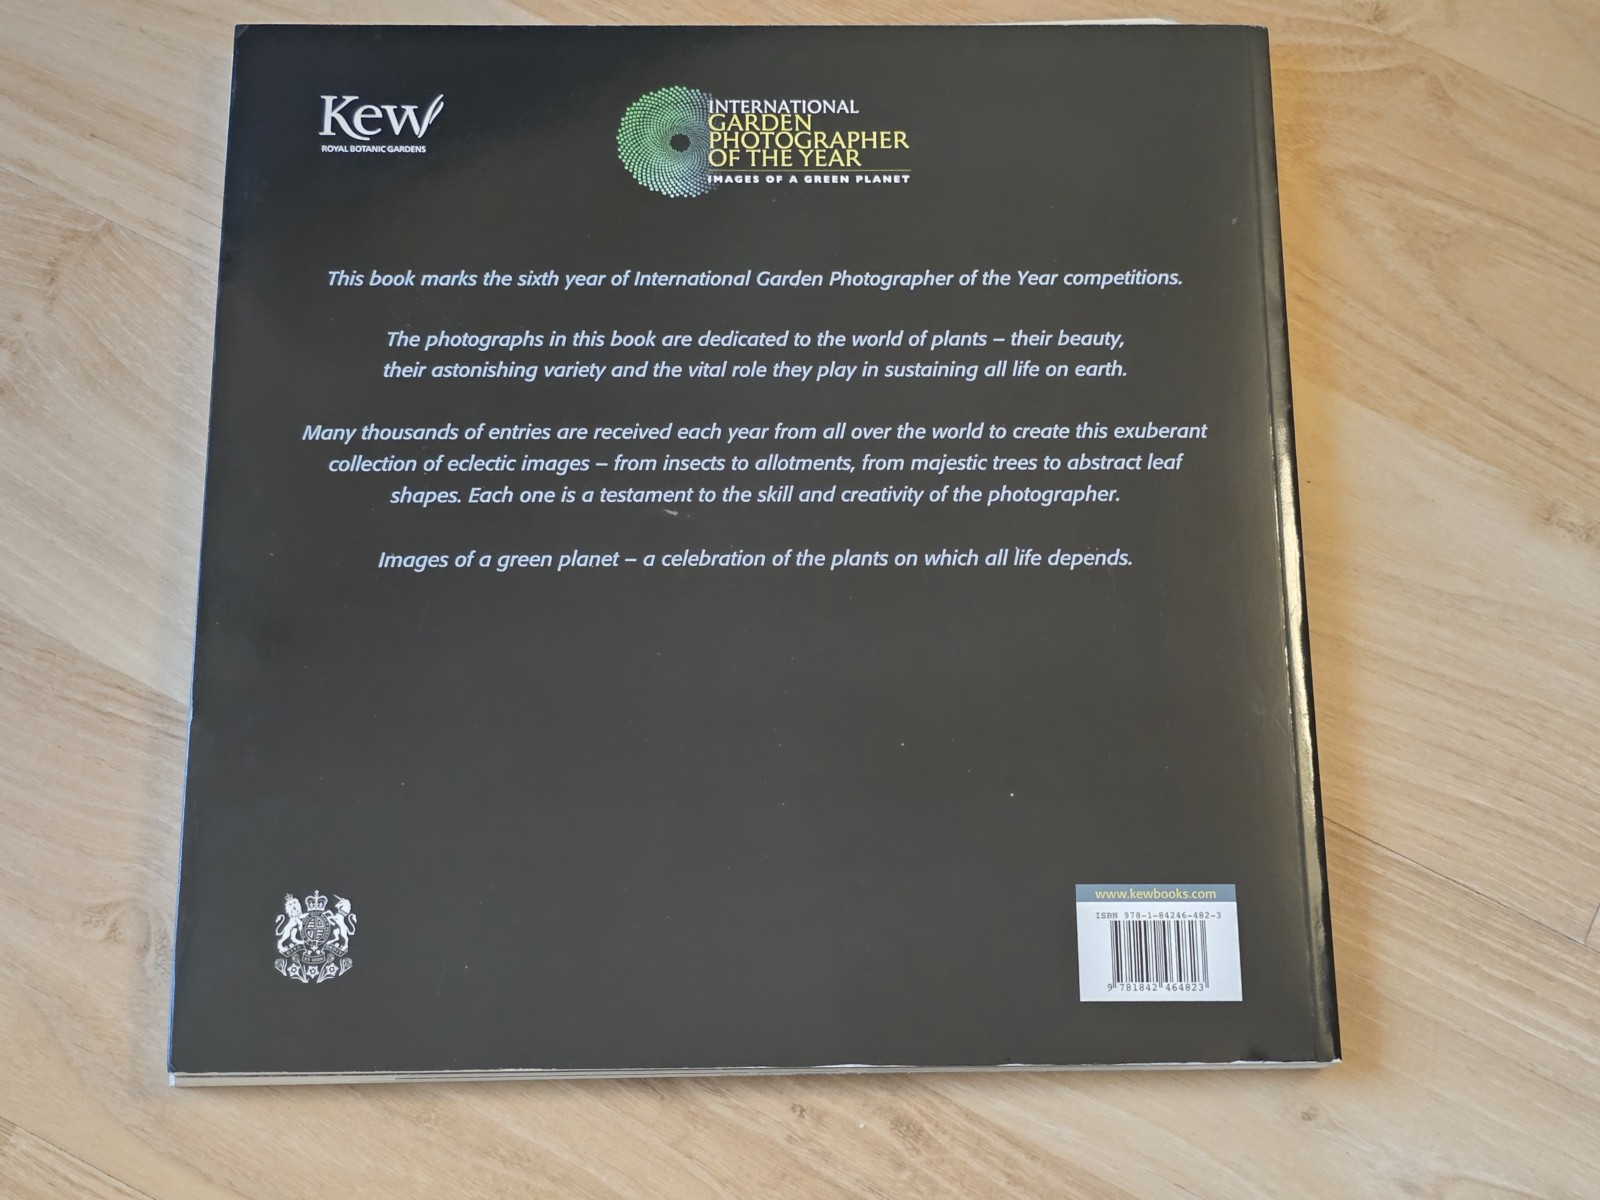 Kew
ROYAL BOTANIC GARDENS
INTERNATIONAL
GARDEN
PHOTOGRAPHER
OF THE YEAR
IMAGES OF A GREEN PLANET
This book marks the sixth year of International Garden Photographer of the Year competitions.
The photographs in this book are dedicated to the world of plants – their beauty,
their astonishing variety and the vital role they play in sustaining all life on earth.
Many thousands of entries are received each year from all over the world to create this exuberant
collection of eclectic images – from insects to allotments, from majestic trees to abstract leaf
shapes. Each one is a testament to the skill and creativity of the photographer.
Images of a green planet – a celebration of the plants on which all life depends.
www.kewbooks.com
ISBN 978-1-84246-482-3
9 781842 464823